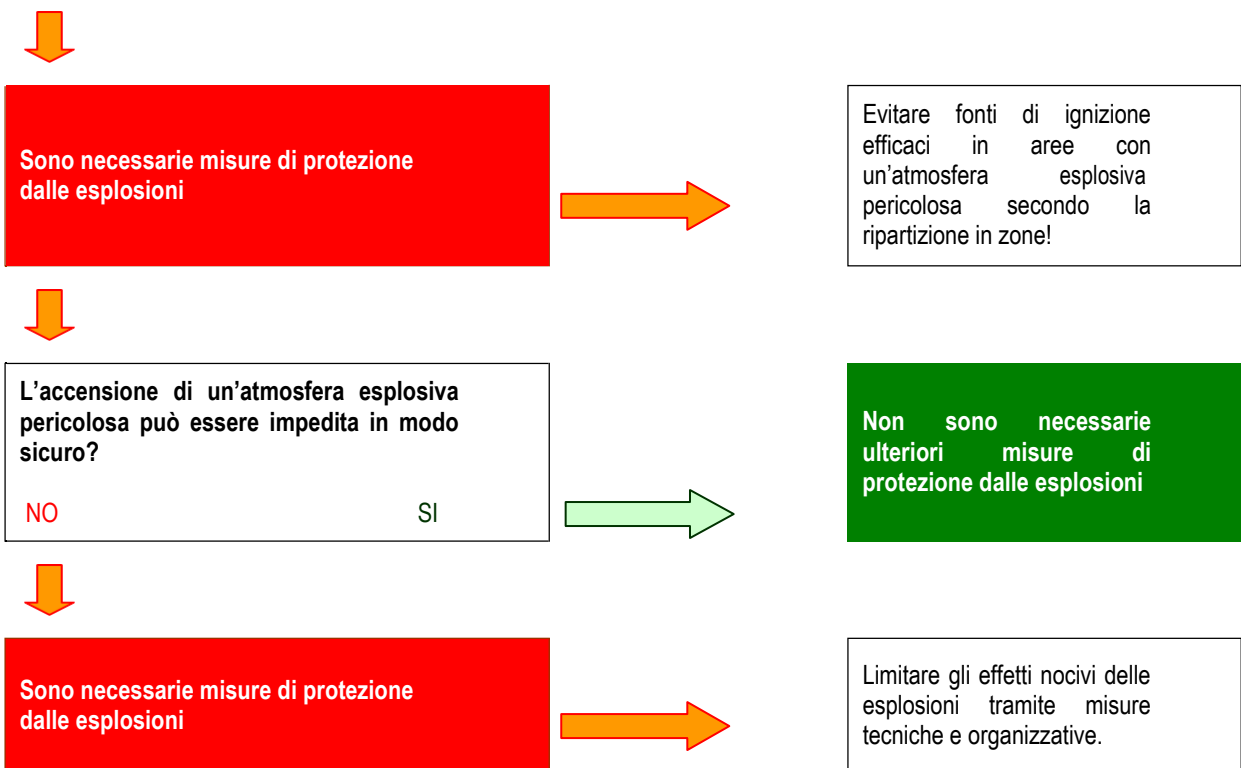 Sono necessarie misure di protezione
dalle esplosioni
Evitare fonti di ignizione
efficaci in aree con
un'atmosfera esplosiva
pericolosa secondo la
ripartizione in zone!
L'accensione di un'atmosfera esplosiva
pericolosa può essere impedita in modo
sicuro?
NO SI
Non sono necessarie
ulteriori misure di
protezione dalle esplosioni
Sono necessarie misure di protezione
dalle esplosioni
Limitare gli effetti nocivi delle
esplosioni tramite misure
tecniche e organizzative.